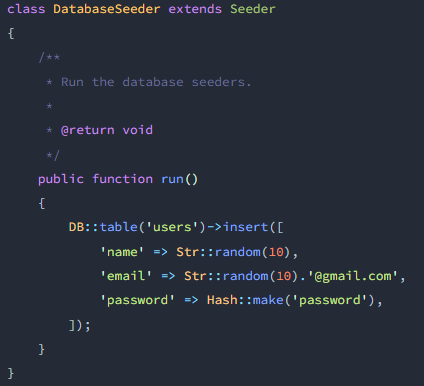 class DatabaseSeeder extends Seeder
{
    /**
     * Run the database seeders.
     *
     * @return void
     */
    public function run()
    {
        DB::table('users')->insert([
            'name' => Str::random(10),
            'email' => Str::random(10).'@gmail.com',
            'password' => Hash::make('password'),
        ]);
    }
}